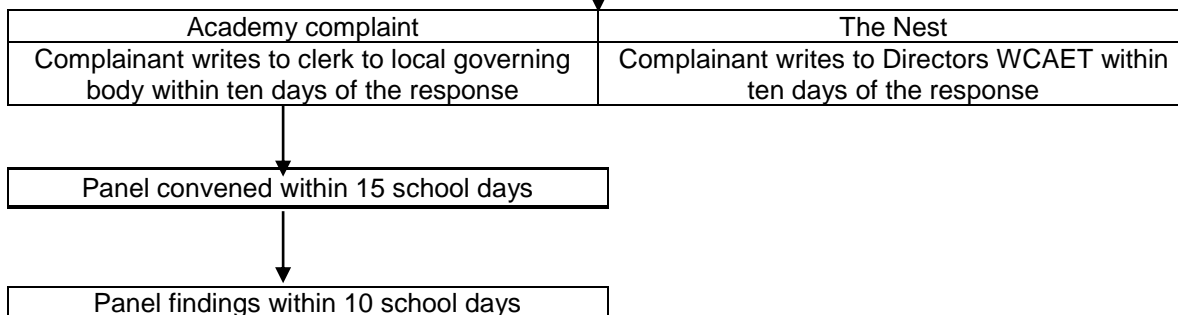 Academy complaint
The Nest
Complainant writes to clerk to local governing
body within ten days of the response
Complainant writes to Directors WCAET within
ten days of the response
Panel convened within 15 school days
Panel findings within 10 school days